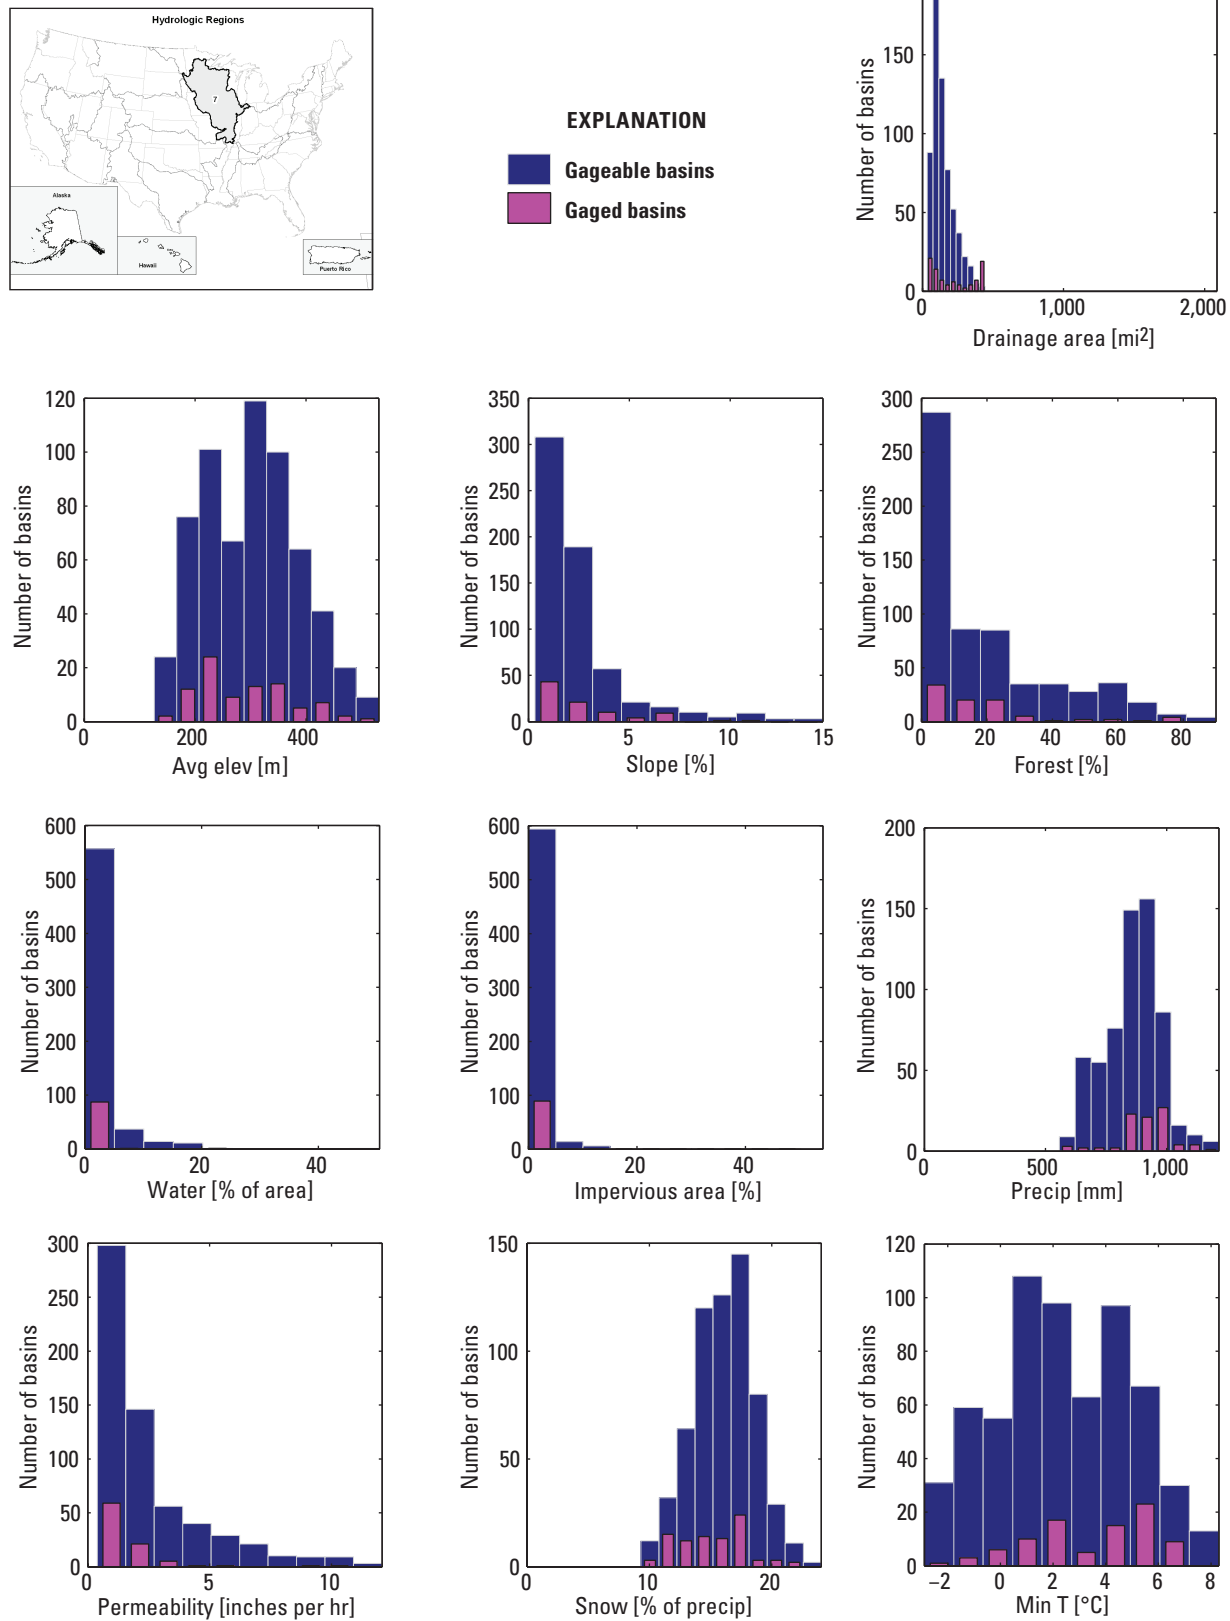 Hydrologic Regions
7
Alaska
Hawaii
Puerto Rico
EXPLANATION
Gageable basins
Gaged basins
Number of basins
150
100
50
0
0 1,000 2,000
Drainage area [mi2]
Number of basins
120
100
80
60
40
20
0
0 200 400
Avg elev [m]
Number of basins
350
300
250
200
150
100
50
0
0 5 10 15
Slope [%]
Number of basins
300
250
200
150
100
50
0
0 20 40 60 80
Forest [%]
Number of basins
600
500
400
300
200
100
0
0 20 40
Water [% of area]
Number of basins
600
500
400
300
200
100
0
0 20 40
Impervious area [%]
Nnumber of basins
200
150
100
50
0
0 500 1,000
Precip [mm]
Number of basins
300
250
200
150
100
50
0
0 5 10
Permeability [inches per hr]
Number of basins
150
100
50
0
0 10 20
Snow [% of precip]
Number of basins
120
100
80
60
40
20
0
−2 0 2 4 6 8
Min T [°C]